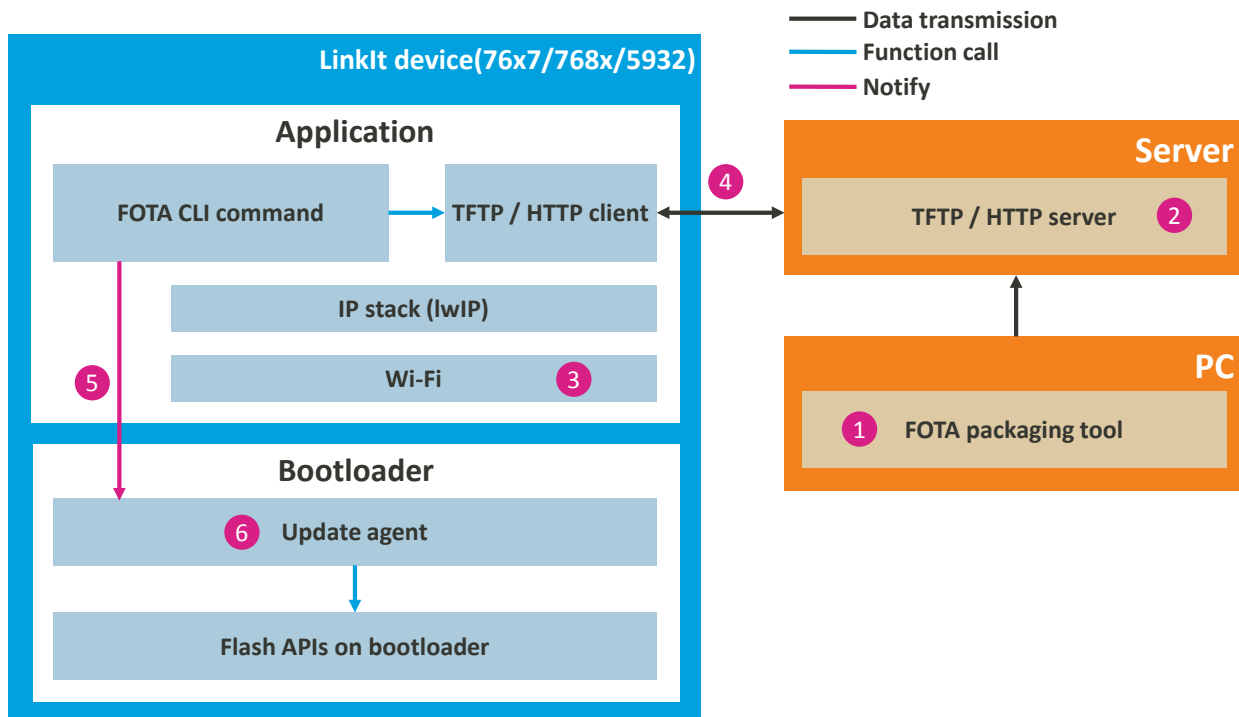 Data transmission
Function call
Notify
LinkIt device(76x7/768x/5932)
Application
FOTA CLI command
TFTP / HTTP client
4
IP stack (lwIP)
Wi-Fi
3
5
Bootloader
6
Update agent
Flash APIs on bootloader
Server
TFTP / HTTP server
2
PC
1
FOTA packaging tool